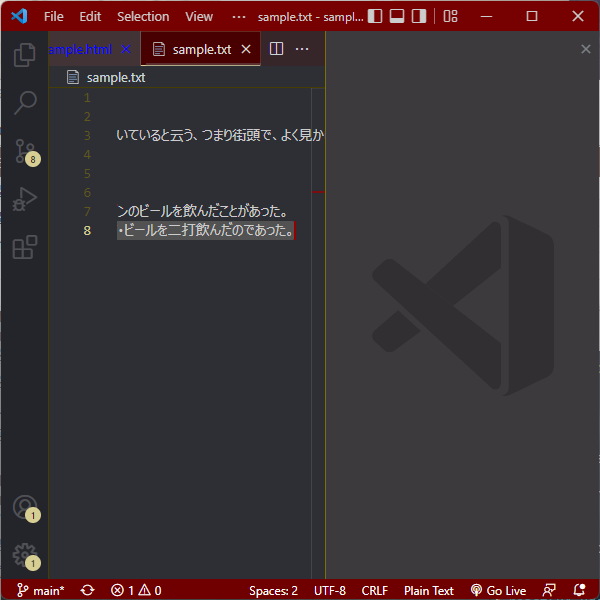 File Edit Selection View ··· sample.txt - sampl...
ample.html × sample.txt × ···
sample.txt
1
2
3 いていると云う、つまり街頭で、よく見か
4
5
6
7 ンのビールを飲んだことがあった。
8 ·ビールを二打飲んだのであった。
8
1
1
main* 1 0 Spaces: 2 UTF-8 CRLF Plain Text Go Live